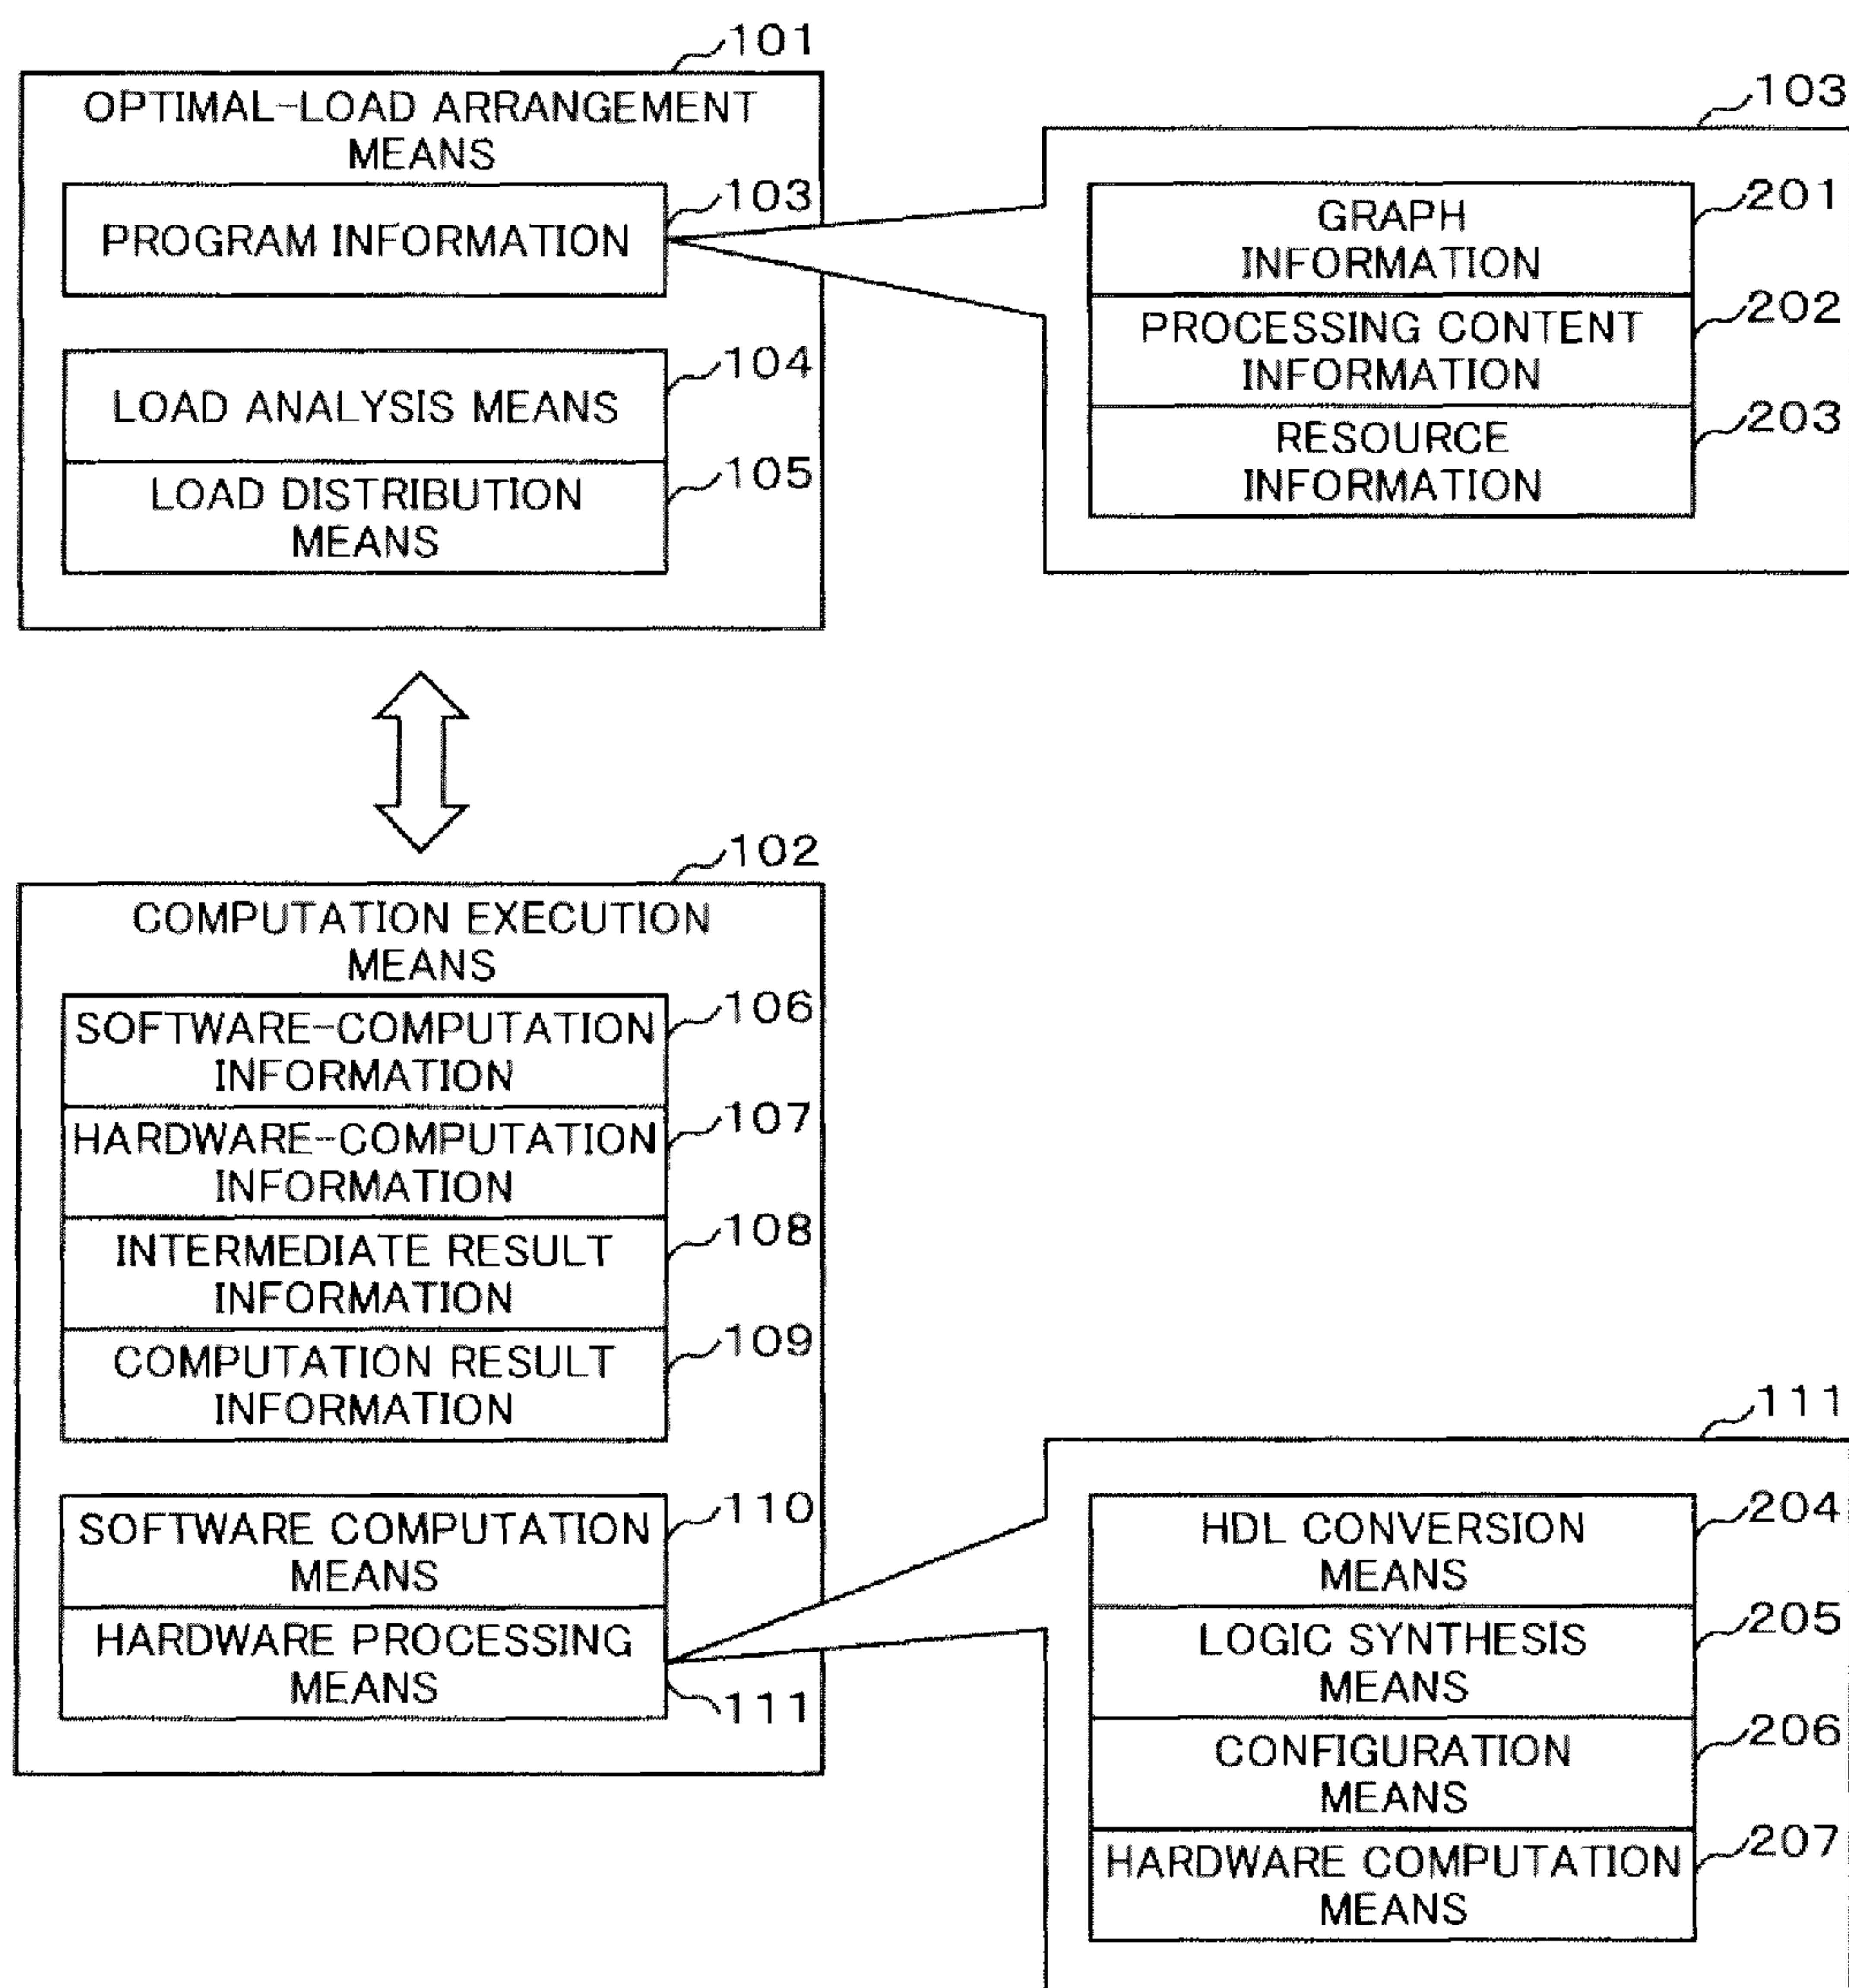 101
OPTIMAL-LOAD ARRANGEMENT
MEANS
103
PROGRAM INFORMATION
104
LOAD ANALYSIS MEANS
105
LOAD DISTRIBUTION
MEANS
103
201
GRAPH
INFORMATION
202
PROCESSING CONTENT
INFORMATION
203
RESOURCE
INFORMATION
102
COMPUTATION EXECUTION
MEANS
106
SOFTWARE-COMPUTATION
INFORMATION
107
HARDWARE-COMPUTATION
INFORMATION
108
INTERMEDIATE RESULT
INFORMATION
109
COMPUTATION RESULT
INFORMATION
110
SOFTWARE COMPUTATION
MEANS
HARDWARE PROCESSING
MEANS
111
111
204
HDL CONVERSION
MEANS
205
LOGIC SYNTHESIS
MEANS
206
CONFIGURATION
MEANS
207
HARDWARE COMPUTATION
MEANS